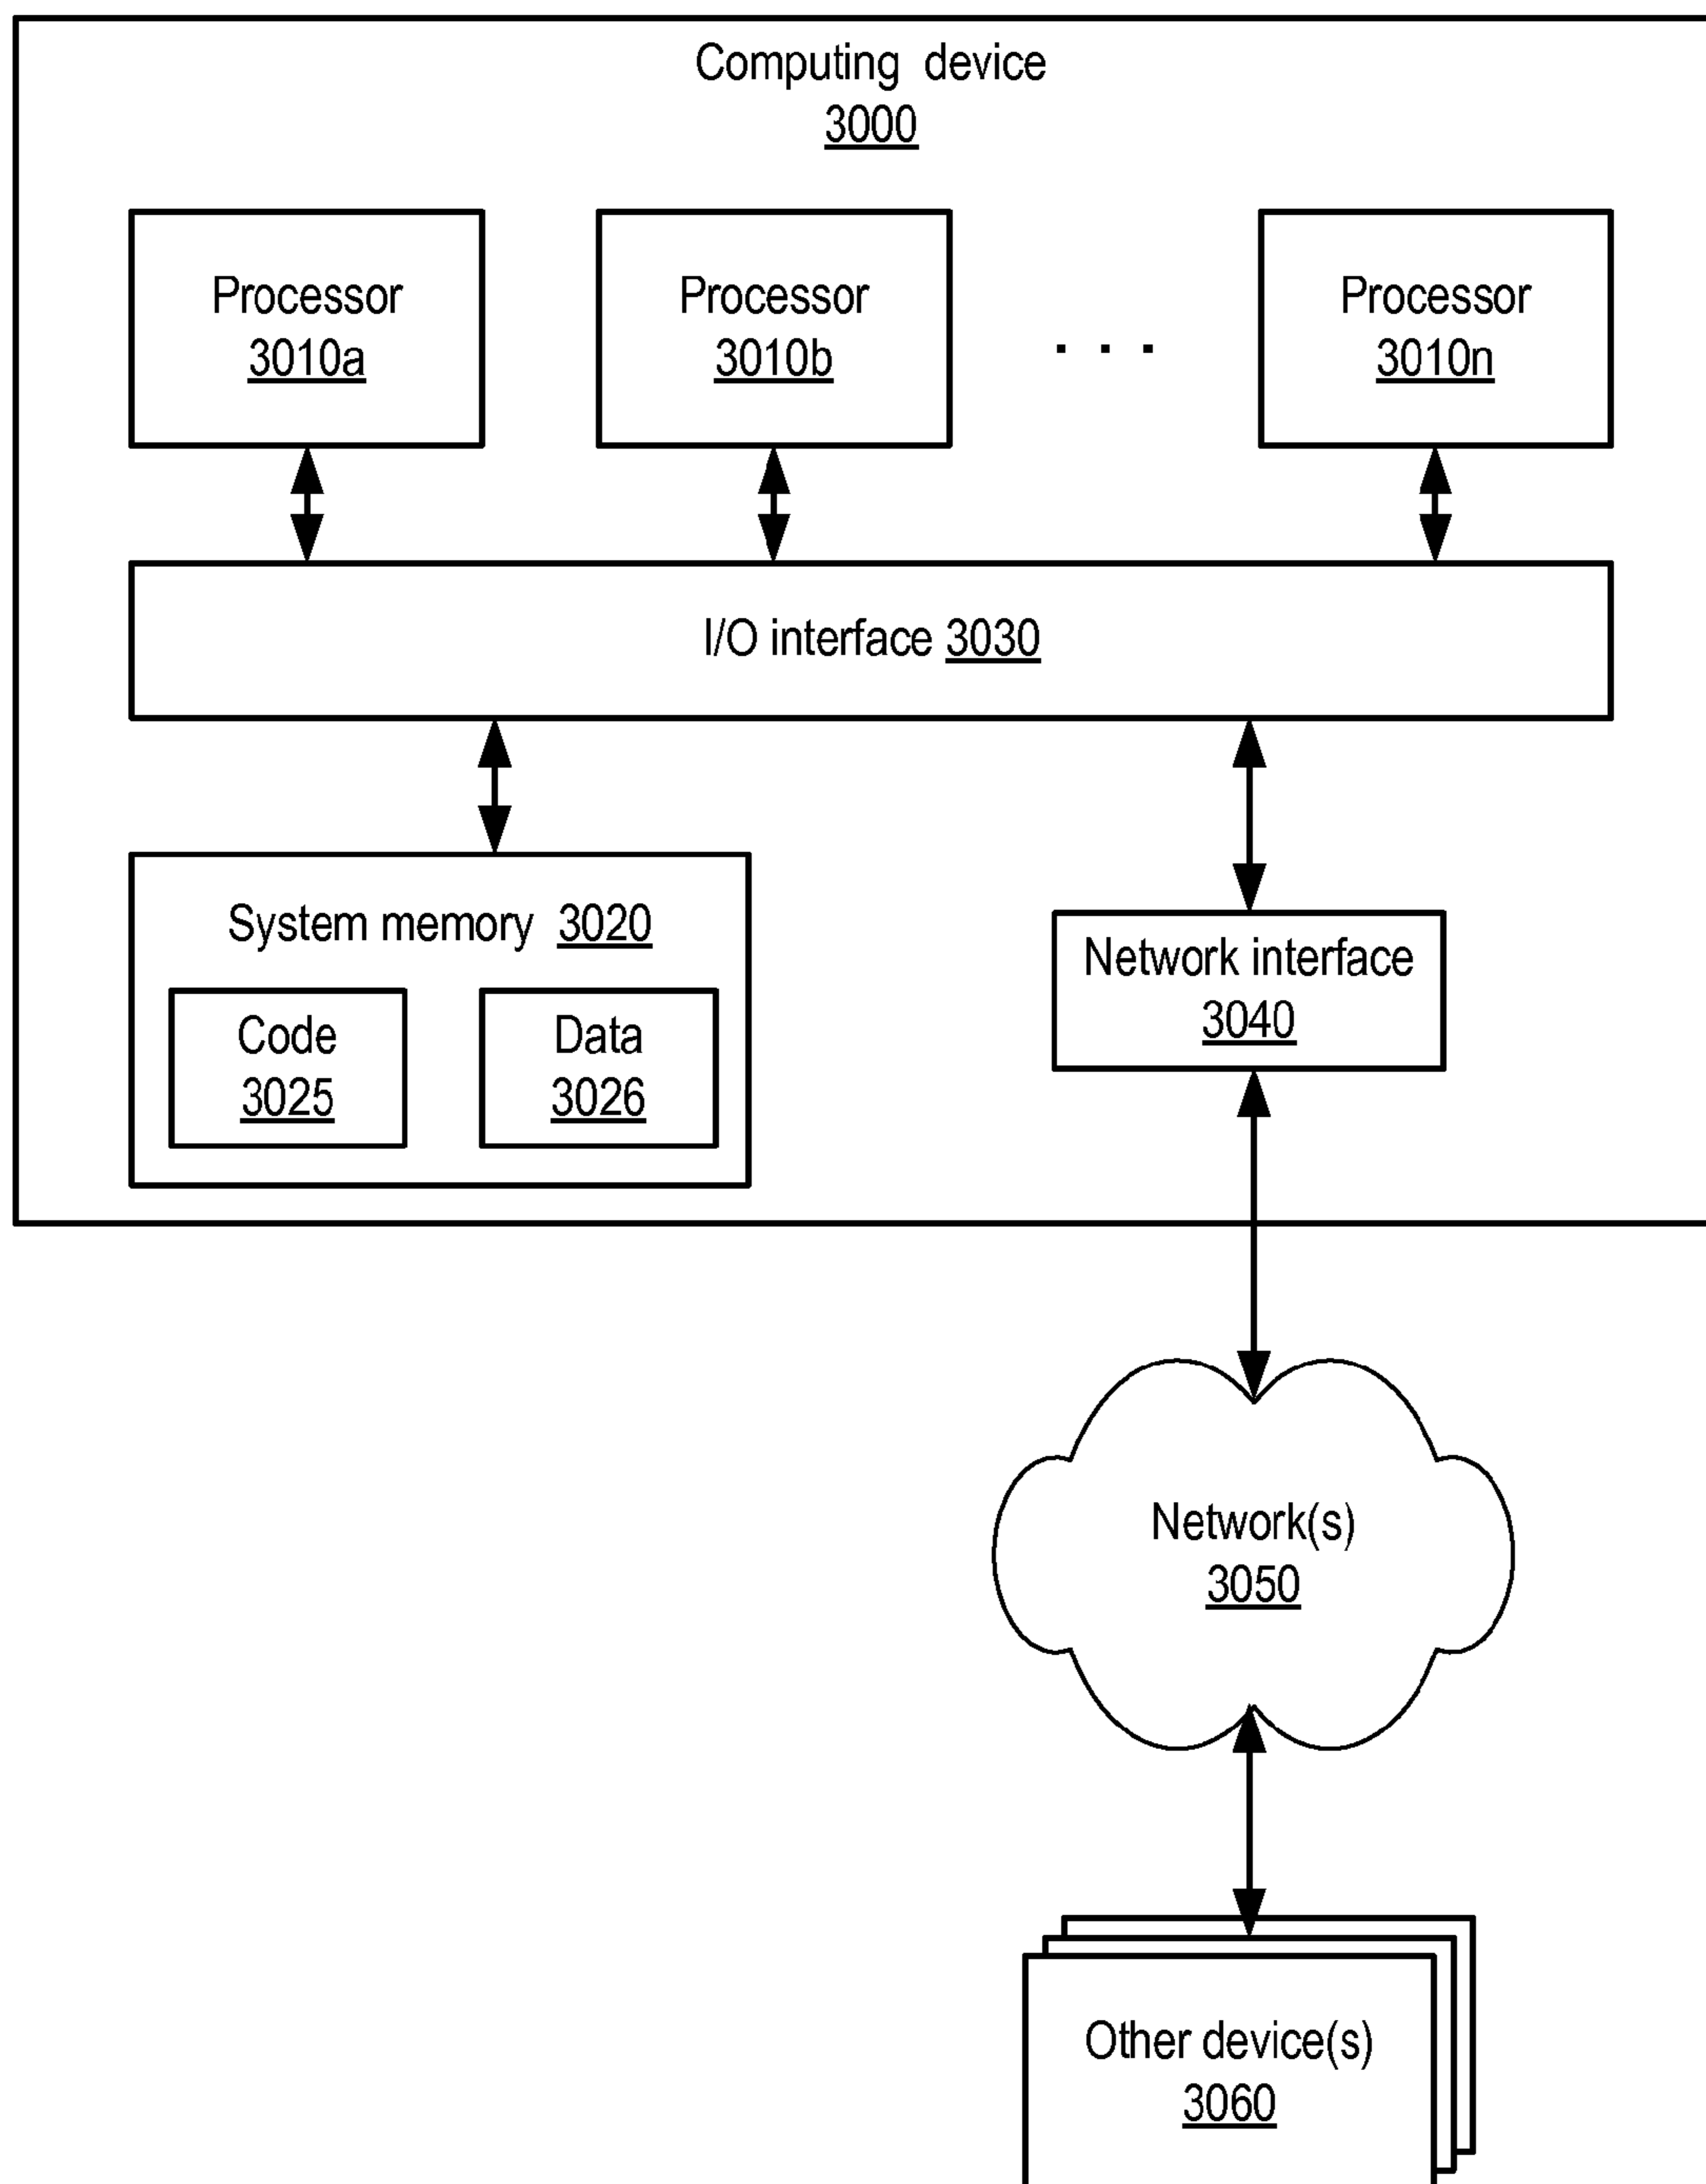 Computing device
3000
Processor
3010a
Processor
3010b
. . .
Processor
3010n
I/O interface 3030
System memory 3020
Code
3025
Data
3026
Network interface
3040
Network(s)
3050
Other device(s)
3060